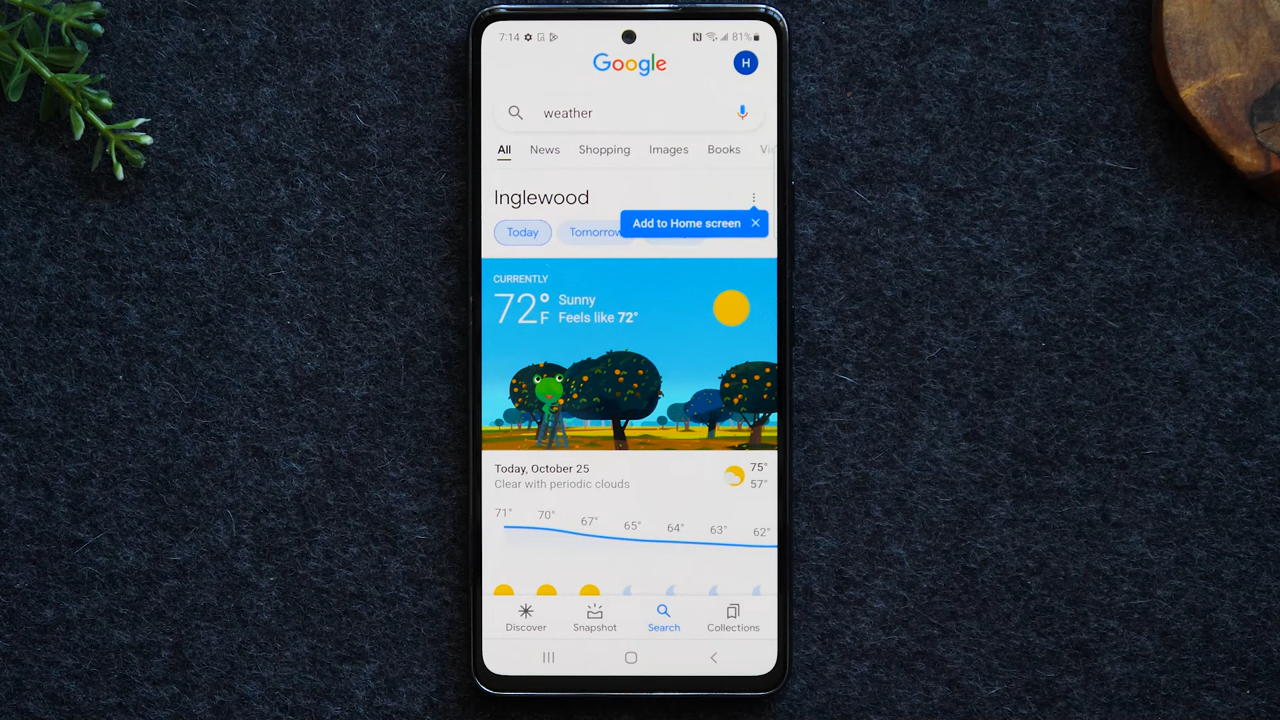 7:14
81%
Google
H
weather
All News Shopping Images Books
Inglewood
Add to Home screen
Today Tomorrow
CURRENTLY
72°F
Sunny
Feels like 72°
Today, October 25
75°
Clear with periodic clouds
57°
71° 70° 67° 65° 64° 63° 62°
Discover Snapshot Search Collections